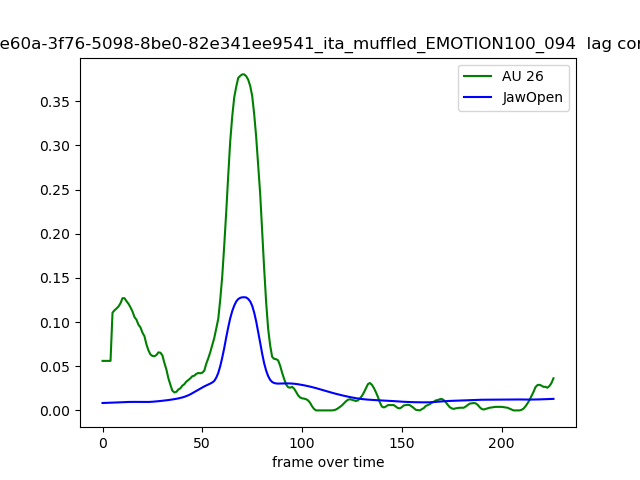 e60a-3f76-5098-8be0-82e341ee9541_ita_muffled_EMOTION100_094 lag cor
AU 26
JawOpen
0.35
0.30
0.25
0.20
0.15
0.10
0.05
0.00
0 50 100 150 200
frame over time